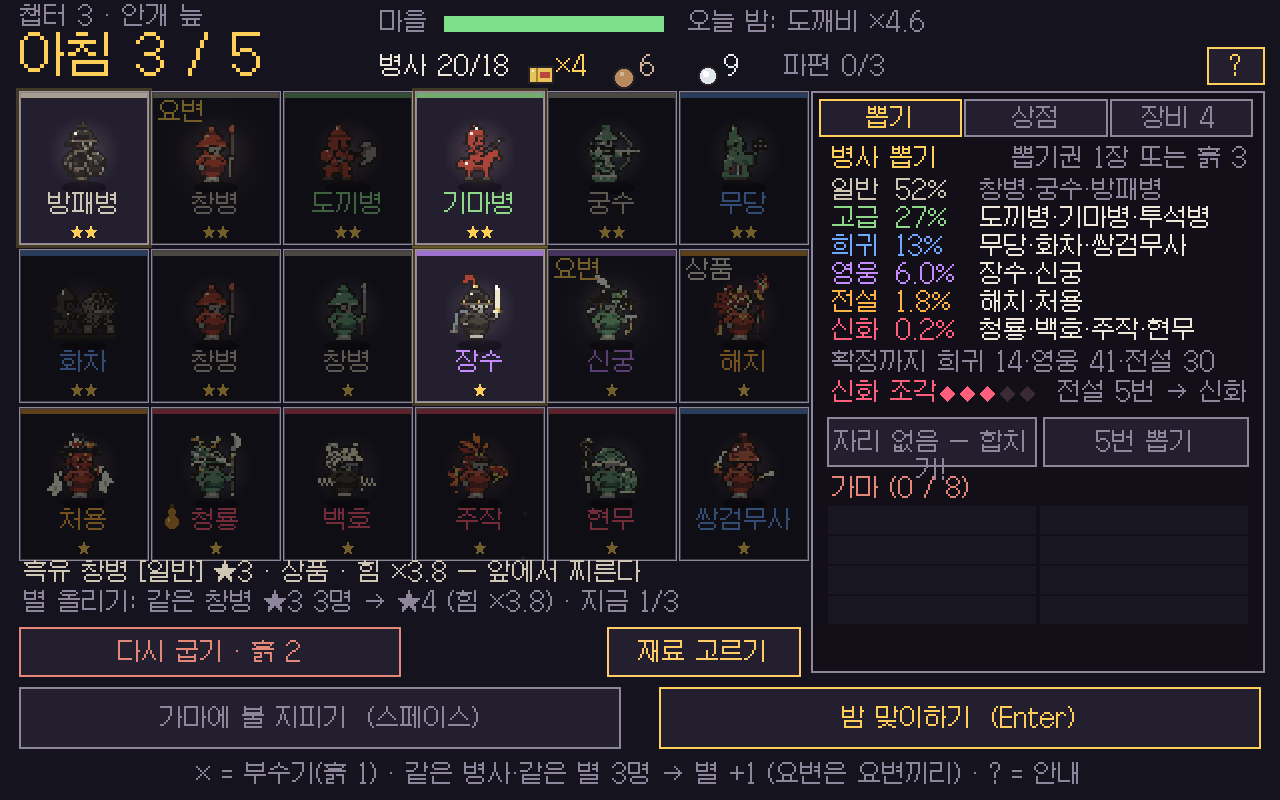 챕터 3 · 안개 늪
아침 3 / 5
마을
오늘 밤: 도깨비 ×4.6
병사 20/18
×4
6
9
파편 0/3
?
요변
방패병
★★
창병
★★
도끼병
★★
기마병
★★
궁수
★★
무당
★★
화차
★★
창병
★★
창병
★
장수
★
요변
신궁
★
상품
해치
★
처용
★
청룡
★
백호
★
주작
★
현무
★
쌍검무사
★
뽑기
상점
장비 4
병사 뽑기
뽑기권 1장 또는 흙 3
일반 52% 창병·궁수·방패병
고급 27% 도끼병·기마병·투석병
희귀 13% 무당·화차·쌍검무사
영웅 6.0% 장수·신궁
전설 1.8% 해치·처용
신화 0.2% 청룡·백호·주작·현무
확정까지 희귀 14·영웅 41·전설 30
신화 조각◆◆◆◆◆ 전설 5번 → 신화
자리 없음 — 합치기!
5번 뽑기
가마 (0 / 8)
흑유 창병 [일반] ★3 · 상품 · 힘 ×3.8 — 앞에서 찌른다
별 올리기: 같은 창병 ★3 3명 → ★4 (힘 ×3.8) · 지금 1/3
다시 굽기 · 흙 2
재료 고르기
가마에 불 지피기 (스페이스)
밤 맞이하기 (Enter)
× = 부수기(흙 1) · 같은 병사·같은 별 3명 → 별 +1 (요변은 요변끼리) · ? = 안내